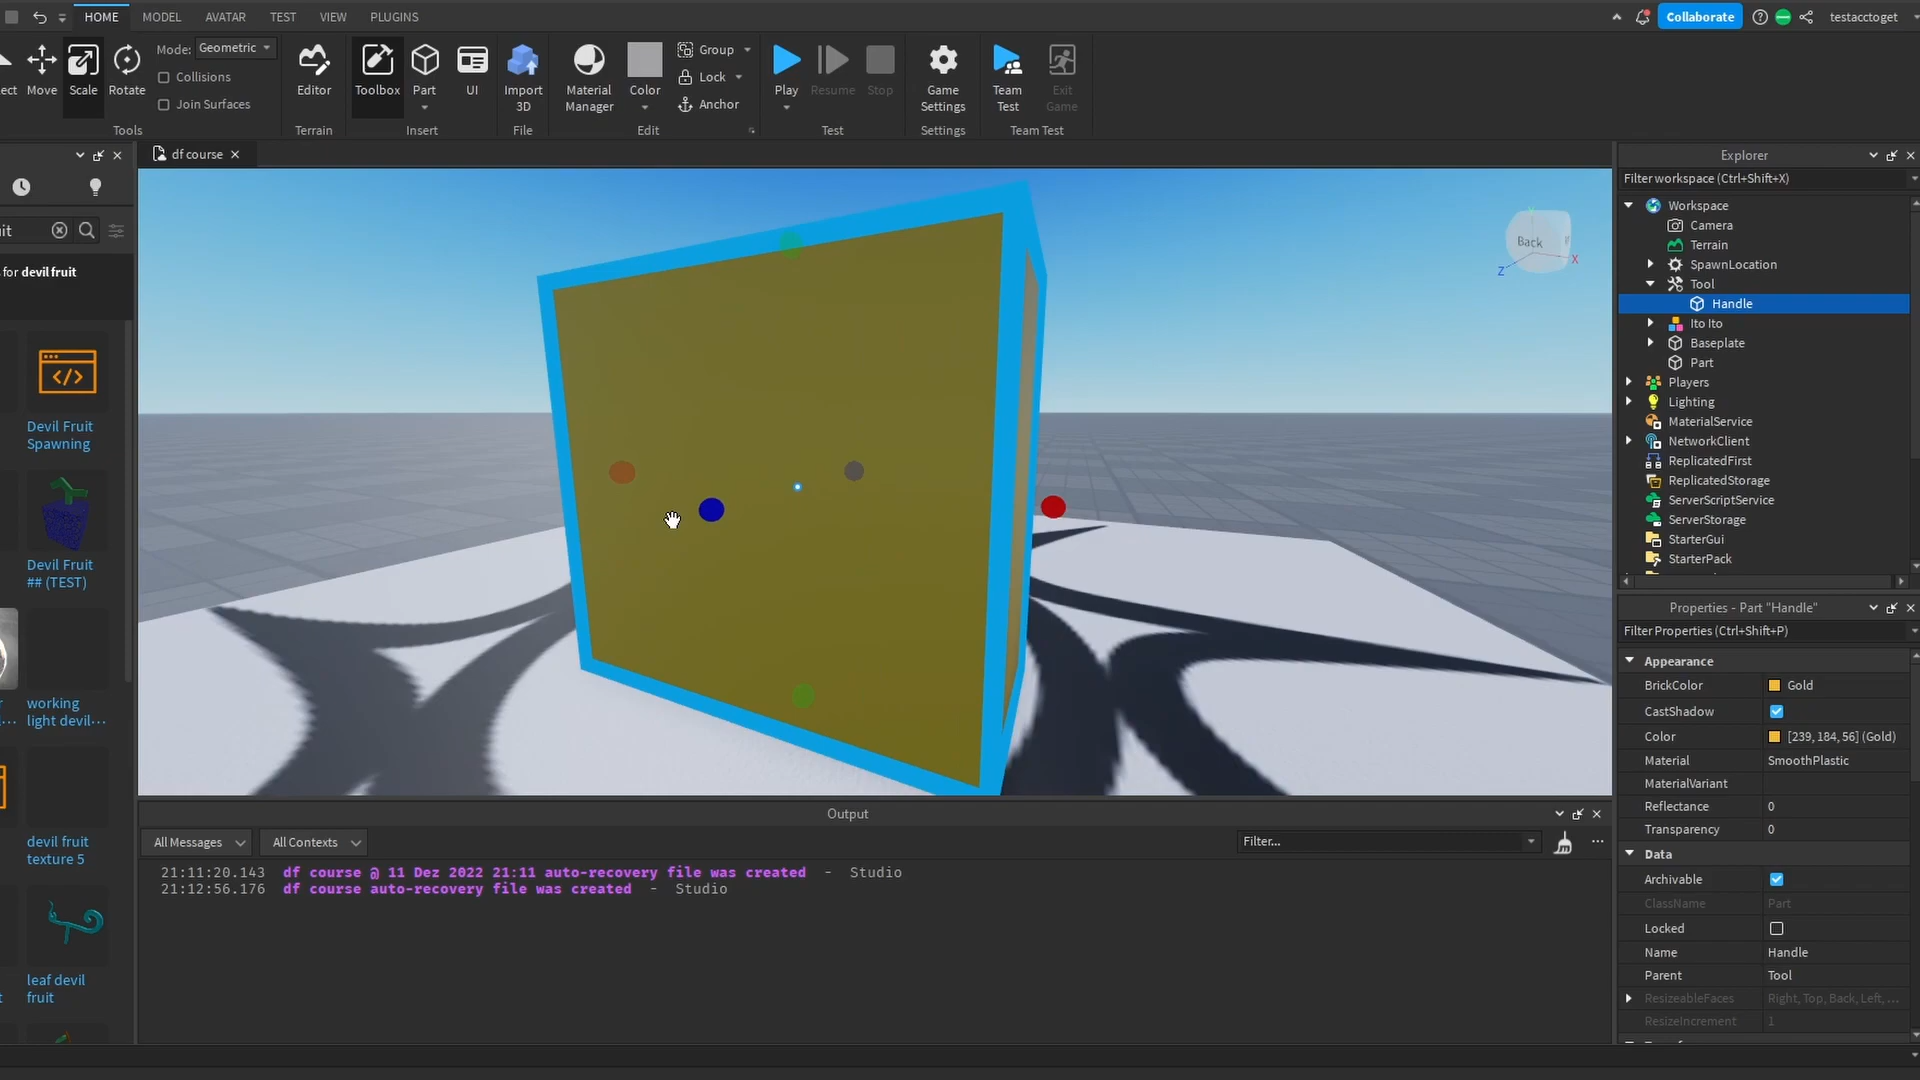 HOME
MODEL
AVATAR
TEST
VIEW
PLUGINS
Collaborate
testacctoget
ect
Move
Scale
Rotate
Mode:
Geometric
Collisions
Join Surfaces
Tools
Editor
Terrain
Toolbox
Part
UI
Insert
Import
3D
File
Material
Manager
Color
Group
Lock
Anchor
Edit
Play
Resume
Stop
Test
Game
Settings
Settings
Team
Test
Exit
Game
Team Test
df course
it
s for devil fruit
Devil Fruit
Spawning
Devil Fruit
## (TEST)
r
...
working
light devil...
devil fruit
texture 5
t
leaf devil
fruit
Back
Y
Z
X
Explorer
Filter workspace (Ctrl+Shift+X)
Workspace
Camera
Terrain
SpawnLocation
Tool
Handle
Ito Ito
Baseplate
Part
Players
Lighting
MaterialService
NetworkClient
ReplicatedFirst
ReplicatedStorage
ServerScriptService
ServerStorage
StarterGui
StarterPack
Properties - Part "Handle"
Filter Properties (Ctrl+Shift+P)
Appearance
BrickColor Gold
CastShadow
Color [239, 184, 56] (Gold)
Material SmoothPlastic
MaterialVariant
Reflectance 0
Transparency 0
Data
Archivable
ClassName Part
Locked
Name Handle
Parent Tool
ResizeableFaces Right, Top, Back, Left, ...
ResizeIncrement 1
Output
All Messages
All Contexts
Filter...
21:11:20.143 df course @ 11 Dez 2022 21:11 auto-recovery file was created - Studio
21:12:56.176 df course auto-recovery file was created - Studio